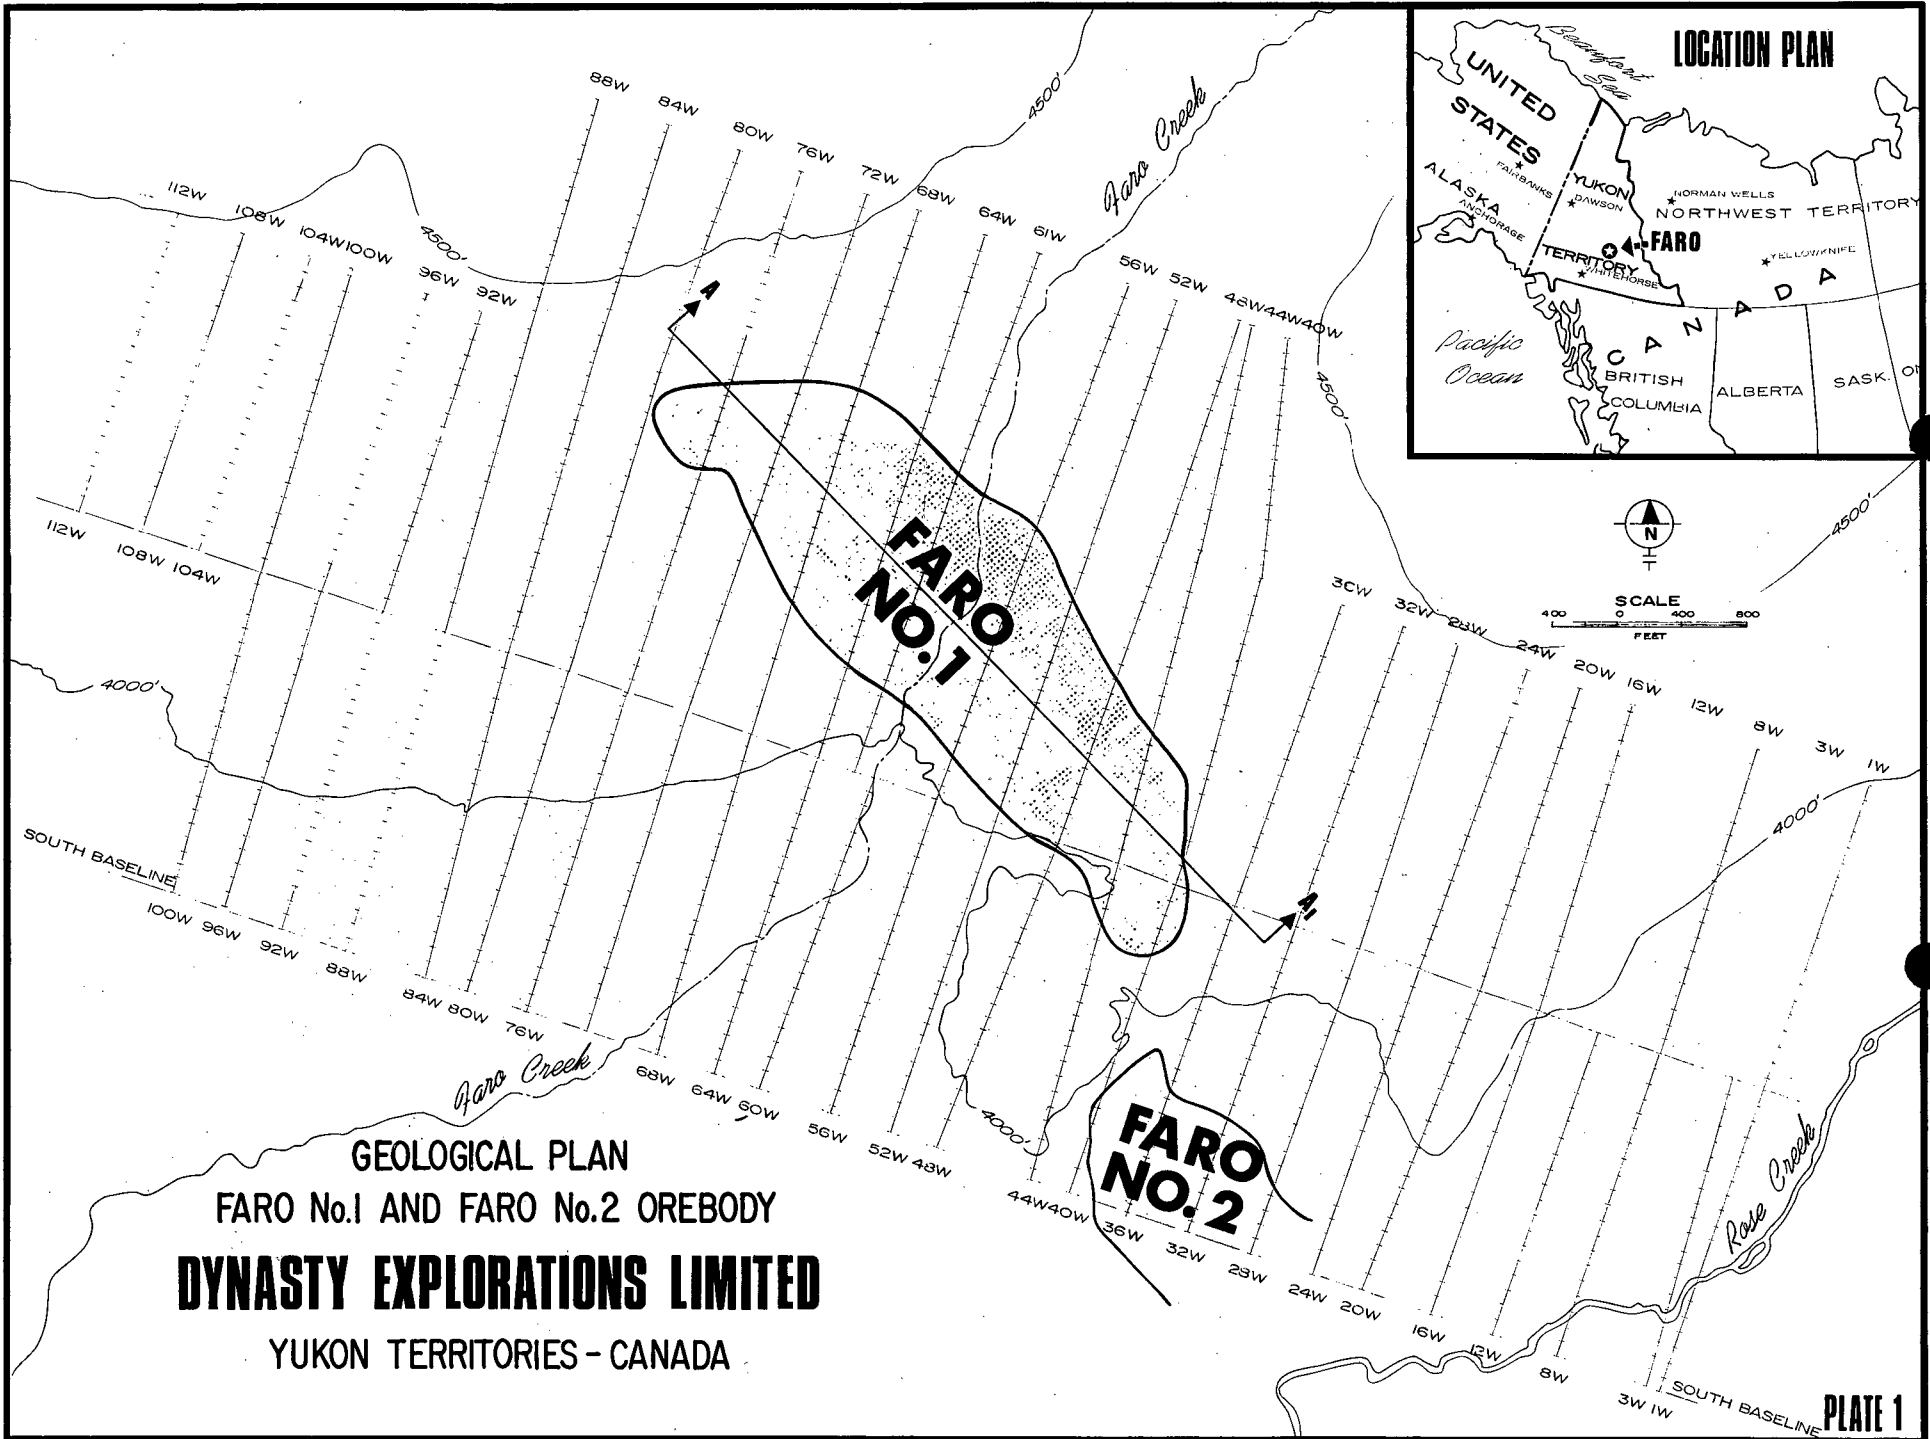 LOCATION PLAN
Beaufort
Sea
UNITED
STATES
FAIRBANKS
ALASKA
ANCHORAGE
YUKON
DAWSON
NORMAN WELLS
NORTHWEST TERRITORY
FARO
TERRITORY
WHITEHORSE
YELLOWKNIFE
CANADA
Pacific
Ocean
BRITISH
COLUMBIA
ALBERTA
SASK.
88W 84W 80W 76W 72W 68W 64W 61W 56W 52W 48W 44W 40W
112W 108W 104W 100W 96W 92W
4500'
4500'
4500'
4500'
Faro Creek
A
FARO
NO.1
112W 108W 104W
N
SCALE
400 0 400 800
FEET
3CW 32W 28W 24W 20W 16W 12W 8W 3W 1W
4000'
4000'
SOUTH BASELINE
100W 96W 92W 88W 84W 80W 76W
A1
Faro Creek
68W 64W 60W 56W 52W 48W
4000'
FARO
NO.2
44W 40W 36W 32W 28W 24W 20W 16W 12W 8W 3W 1W
Rose Creek
SOUTH BASELINE
GEOLOGICAL PLAN
FARO No.1 AND FARO No.2 OREBODY
DYNASTY EXPLORATIONS LIMITED
YUKON TERRITORIES - CANADA
PLATE 1